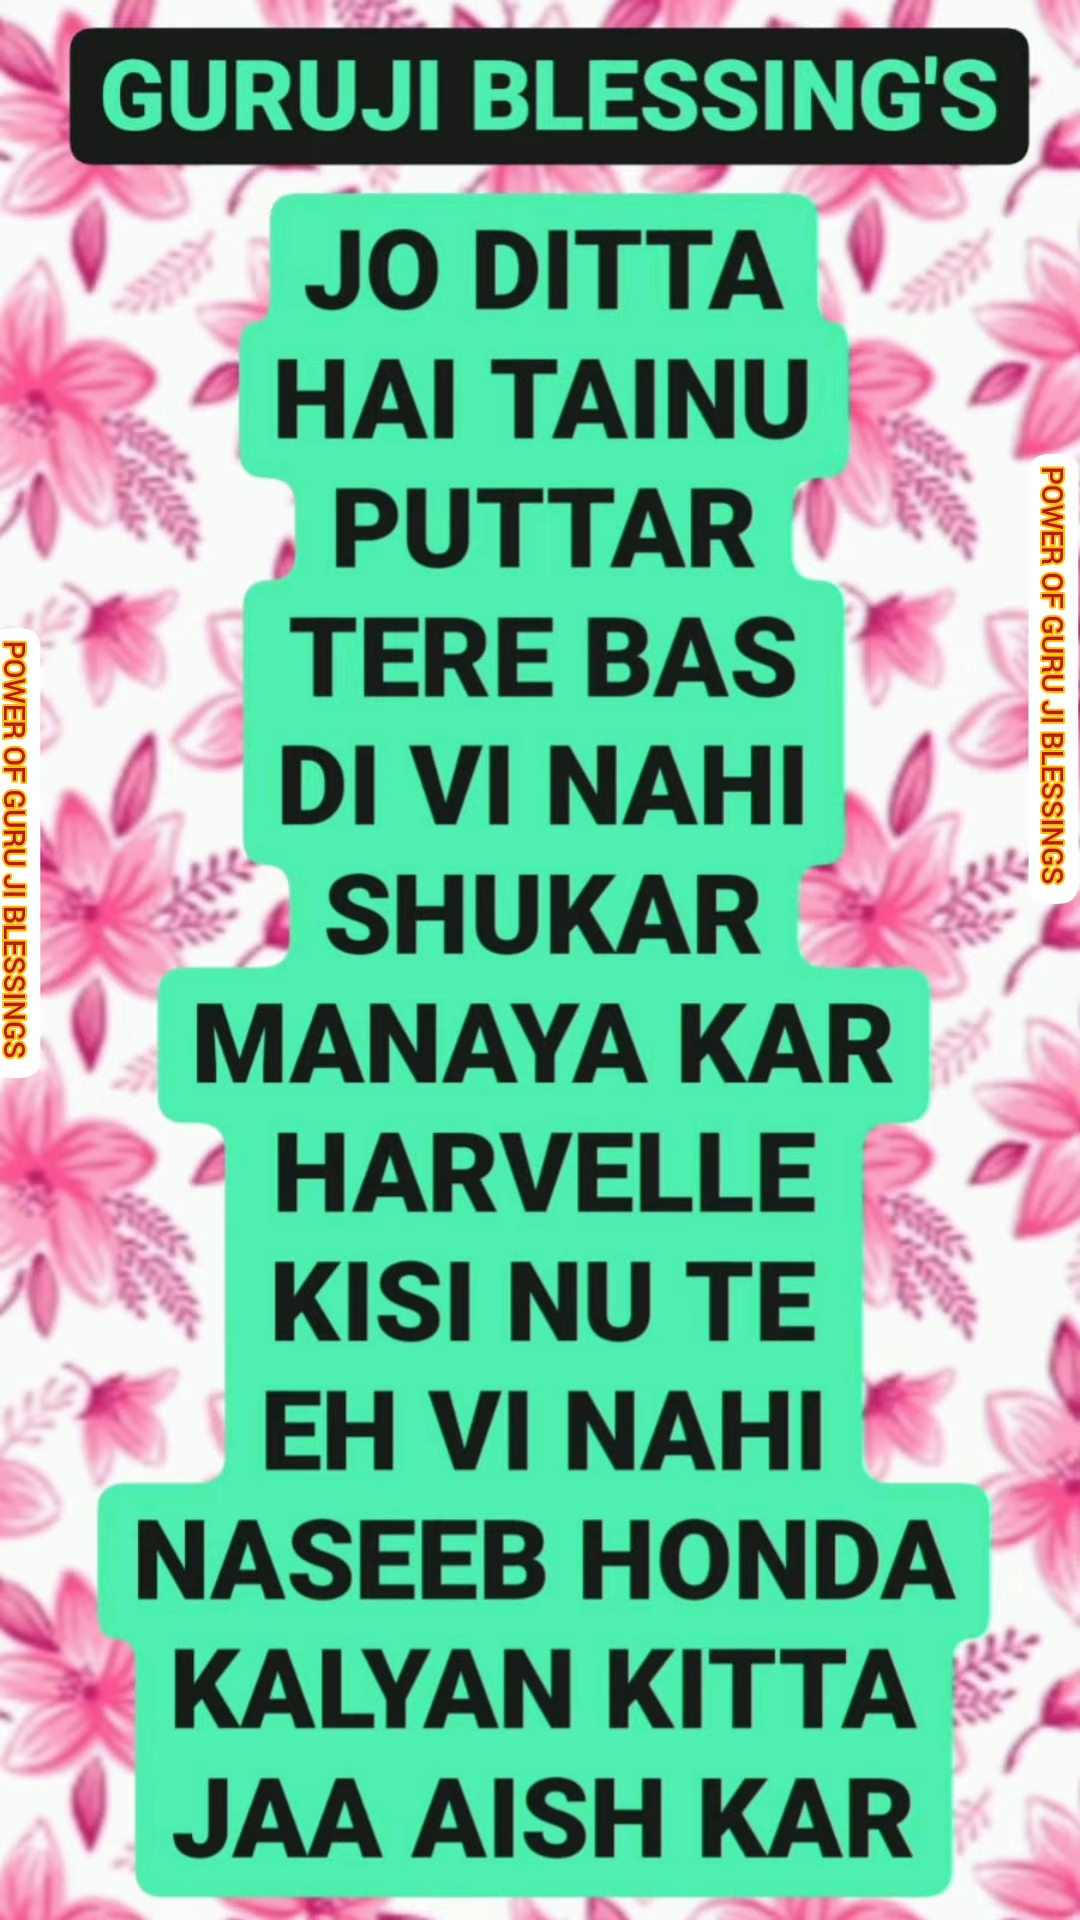 GURUJI BLESSING'S
JO DITTA
HAI TAINU
PUTTAR
TERE BAS
DI VI NAHI
SHUKAR
MANAYA KAR
HARVELLE
KISI NU TE
EH VI NAHI
NASEEB HONDA
KALYAN KITTA
JAA AISH KAR
POWER OF GURU JI BLESSINGS
POWER OF GURU JI BLESSINGS